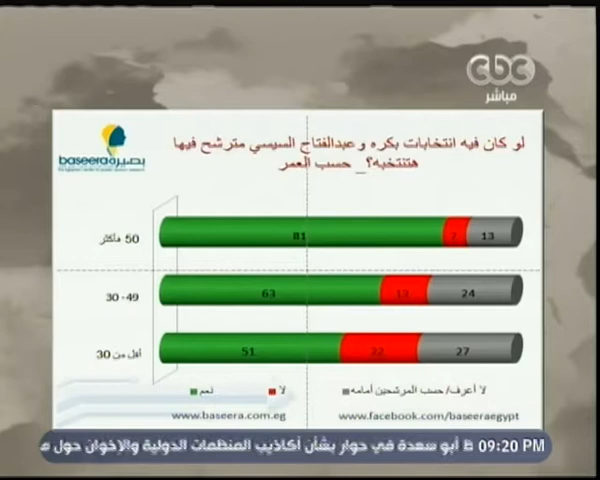 cbc
مباشر
baseera بصيرة
لو كان فيه انتخابات بكره وعبدالفتاح السيسي مترشح فيها
هتنتخبه؟_ حسب العمر
50 فأكثر
81 7 13
30-49
63 13 24
أقل من 30
51 22 27
نعم لا لا أعرف/ حسب المرشحين أمامه
www.baseera.com.eg www.facebook.com/baseeraegypt
أبو سعدة في حوار بشأن أكاذيب المنظمات الدولية والإخوان حول 09:20 PM